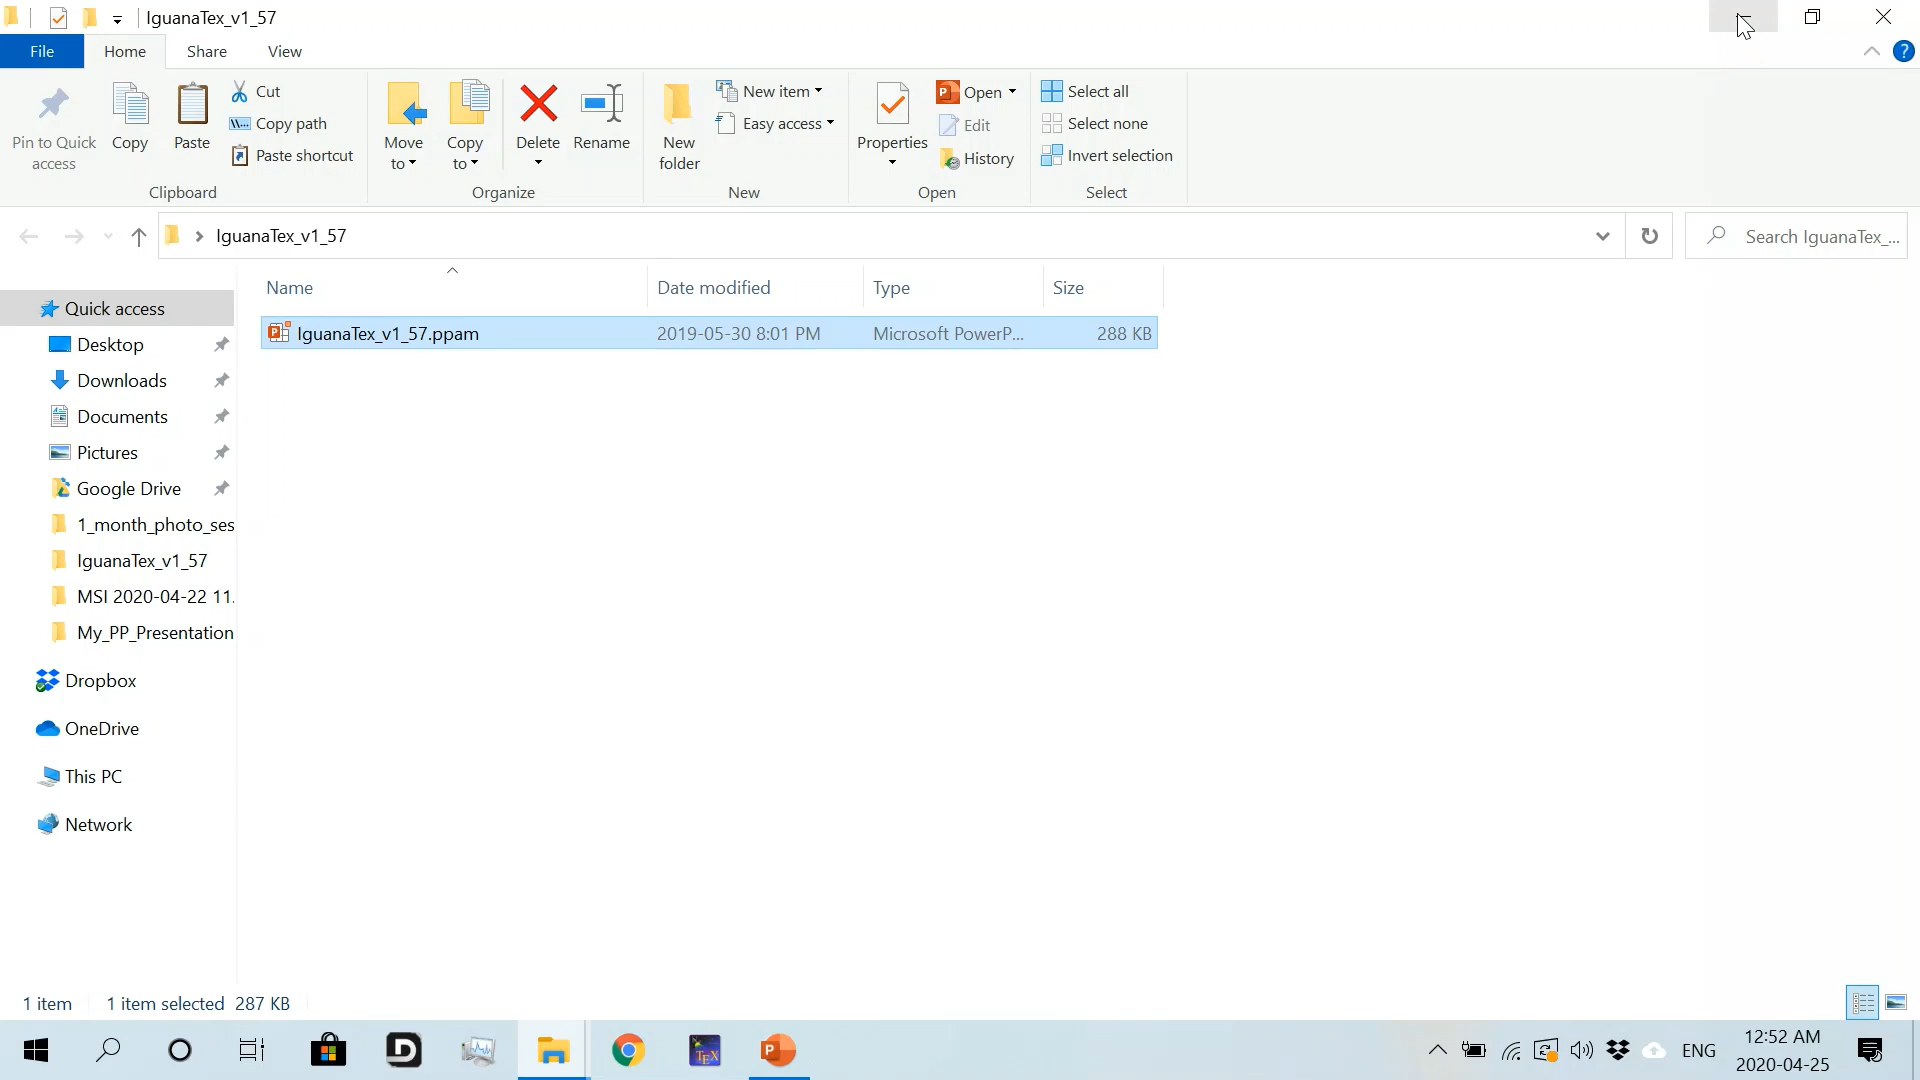 IguanaTex_v1_57
File
Home
Share
View
Pin to Quick access
Copy
Paste
Cut
Copy path
Paste shortcut
Clipboard
Move to
Copy to
Delete
Rename
Organize
New folder
New item
Easy access
New
Properties
Open
Edit
History
Open
Select all
Select none
Invert selection
Select
IguanaTex_v1_57
Search IguanaTex_...
Name
Date modified
Type
Size
IguanaTex_v1_57.ppam
2019-05-30 8:01 PM
Microsoft PowerP...
288 KB
Quick access
Desktop
Downloads
Documents
Pictures
Google Drive
1_month_photo_ses
IguanaTex_v1_57
MSI 2020-04-22 11.
My_PP_Presentation
Dropbox
OneDrive
This PC
Network
1 item
1 item selected 287 KB
ENG
12:52 AM
2020-04-25